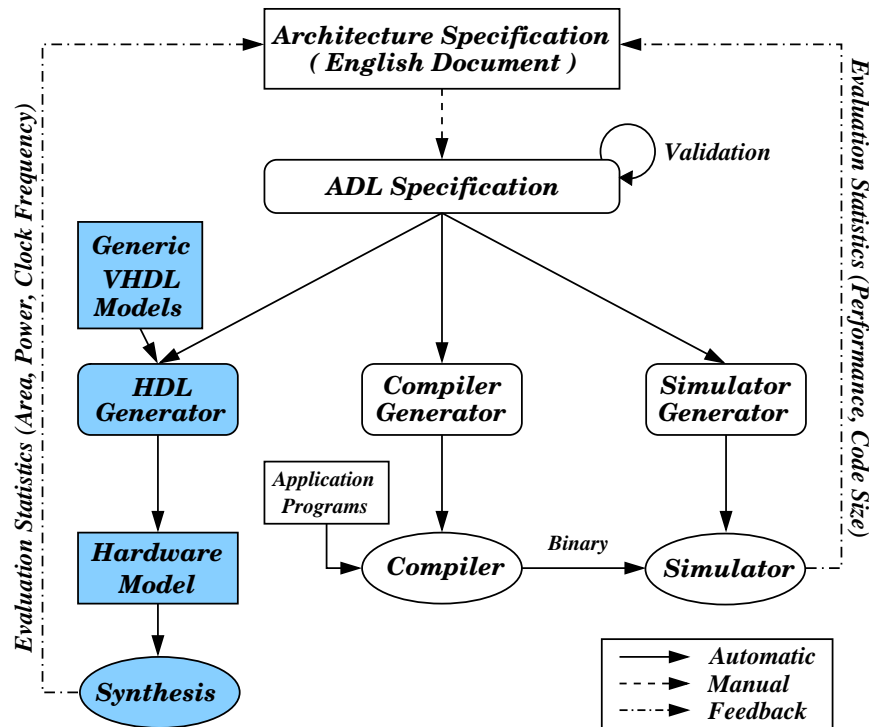 Architecture Specification
( English Document )
Validation
ADL Specification
Generic
VHDL
Models
HDL
Generator
Compiler
Generator
Simulator
Generator
Application
Programs
Hardware
Model
Compiler
Binary
Simulator
Synthesis
Automatic
Manual
Feedback
Evaluation Statistics (Area, Power, Clock Frequency)
Evaluation Statistics (Performance, Code Size)